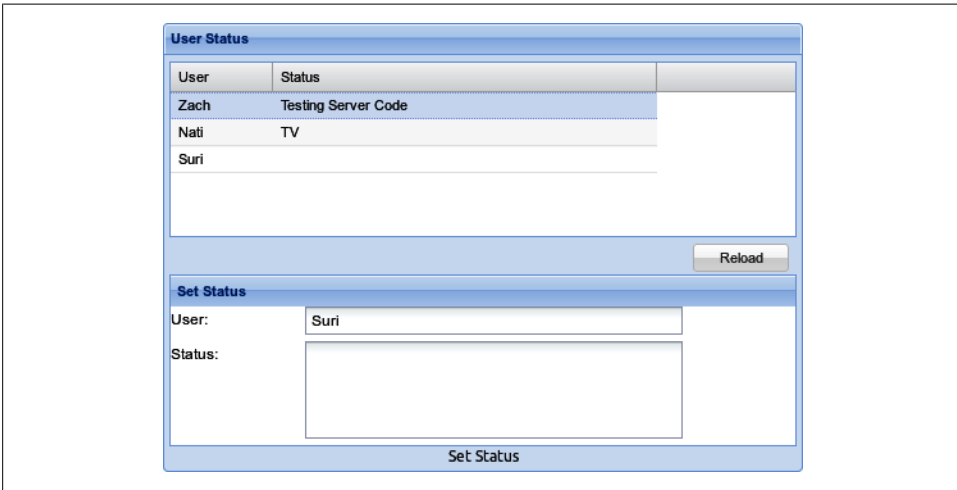 User Status
User Status
Zach Testing Server Code
Nati TV
Suri
Reload
Set Status
User: Suri
Status:
Set Status